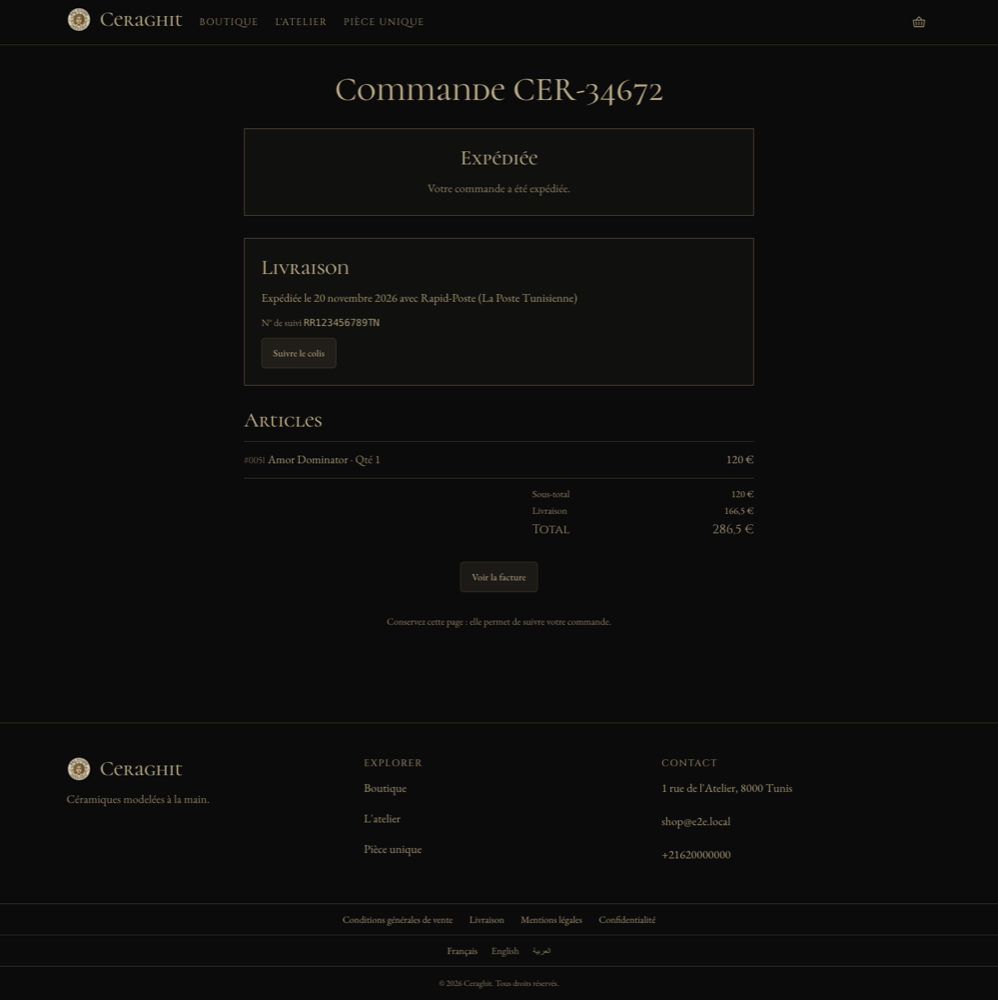 Ceraghit BOUTIQUE L'ATELIER PIÈCE UNIQUE
Commande CER-34672
Expédiée
Votre commande a été expédiée.
Livraison
Expédiée le 20 novembre 2026 avec Rapid-Poste (La Poste Tunisienne)
N° de suivi RR123456789TN
Suivre le colis
Articles
#0051 Amor Dominator · Qté 1 120 €
Sous-total 120 €
Livraison 166,5 €
Total 286,5 €
Voir la facture
Conservez cette page : elle permet de suivre votre commande.
Ceraghit
Céramiques modelées à la main.
EXPLORER
Boutique
L'atelier
Pièce unique
CONTACT
1 rue de l'Atelier, 8000 Tunis
shop@e2e.local
+21620000000
Conditions générales de vente Livraison Mentions légales Confidentialité
Français English العربية
© 2026 Ceraghit. Tous droits réservés.